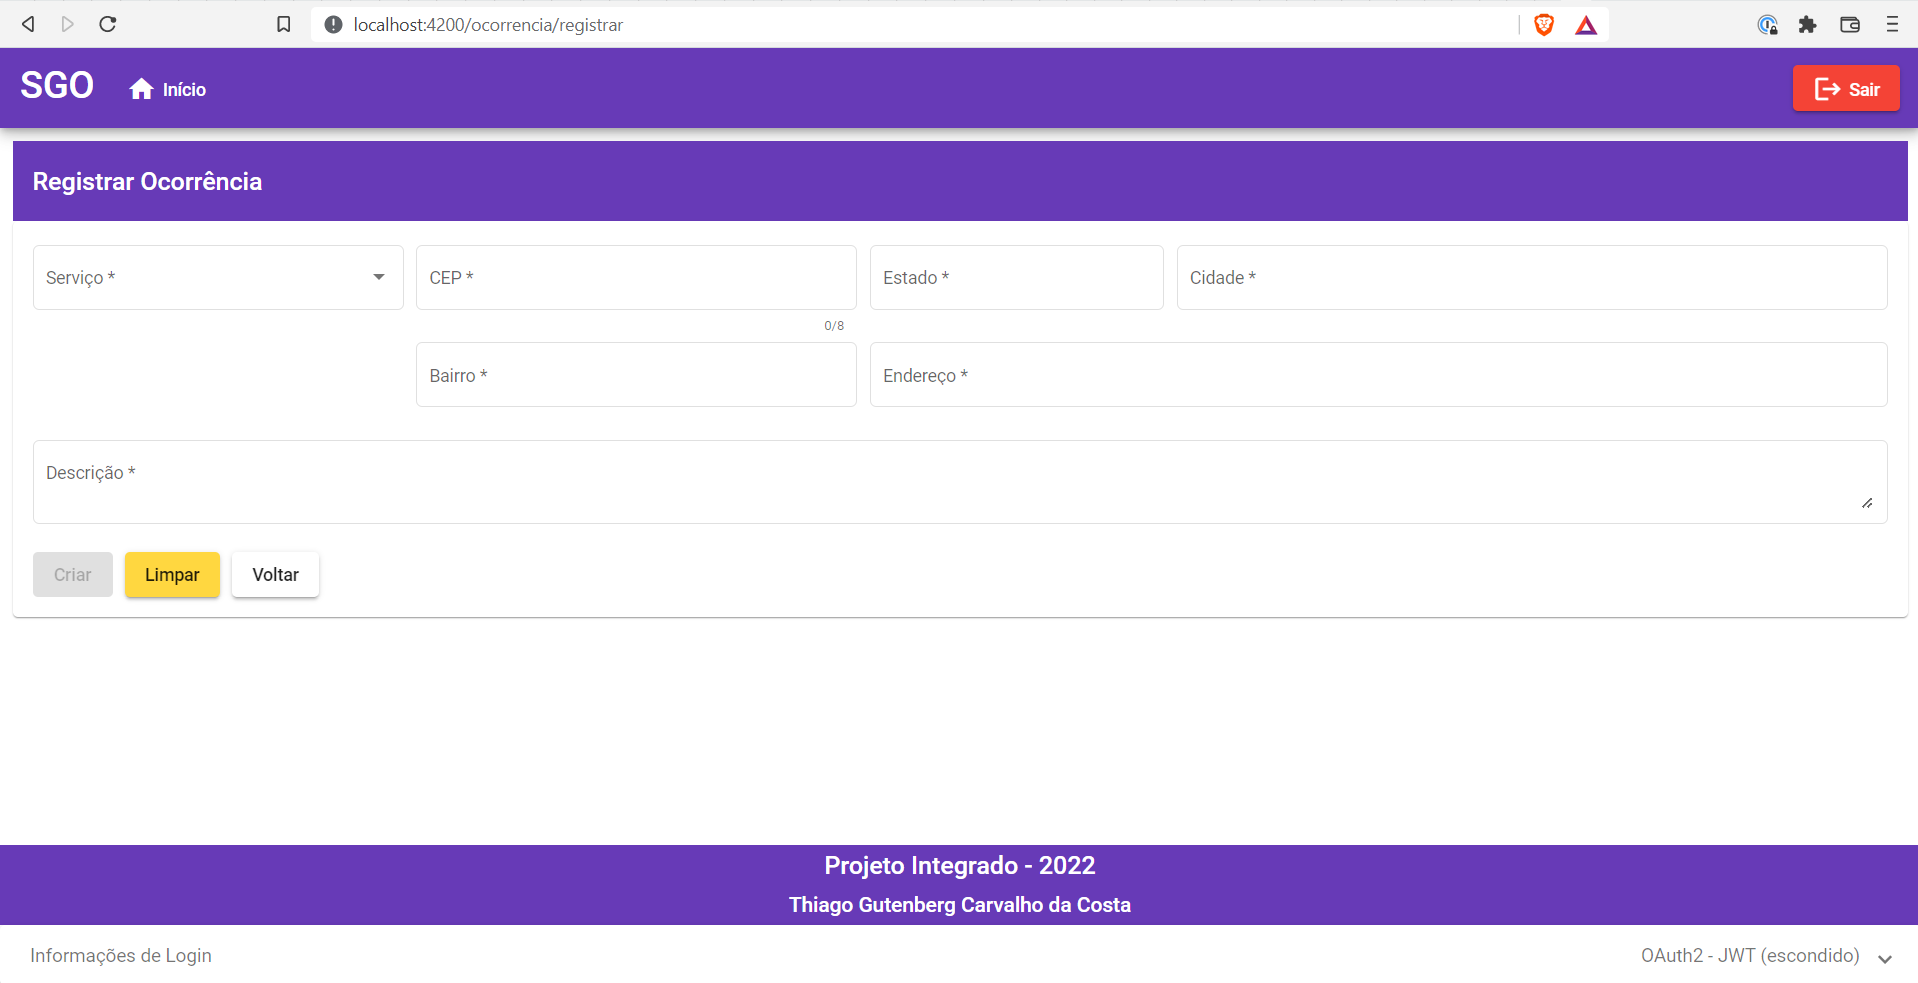 localhost:4200/ocorrencia/registrar
SGO Início Sair
Registrar Ocorrência
Serviço * CEP * Estado * Cidade *
0/8
Bairro * Endereço *
Descrição *
Criar Limpar Voltar
Projeto Integrado - 2022
Thiago Gutenberg Carvalho da Costa
Informações de Login OAuth2 - JWT (escondido)